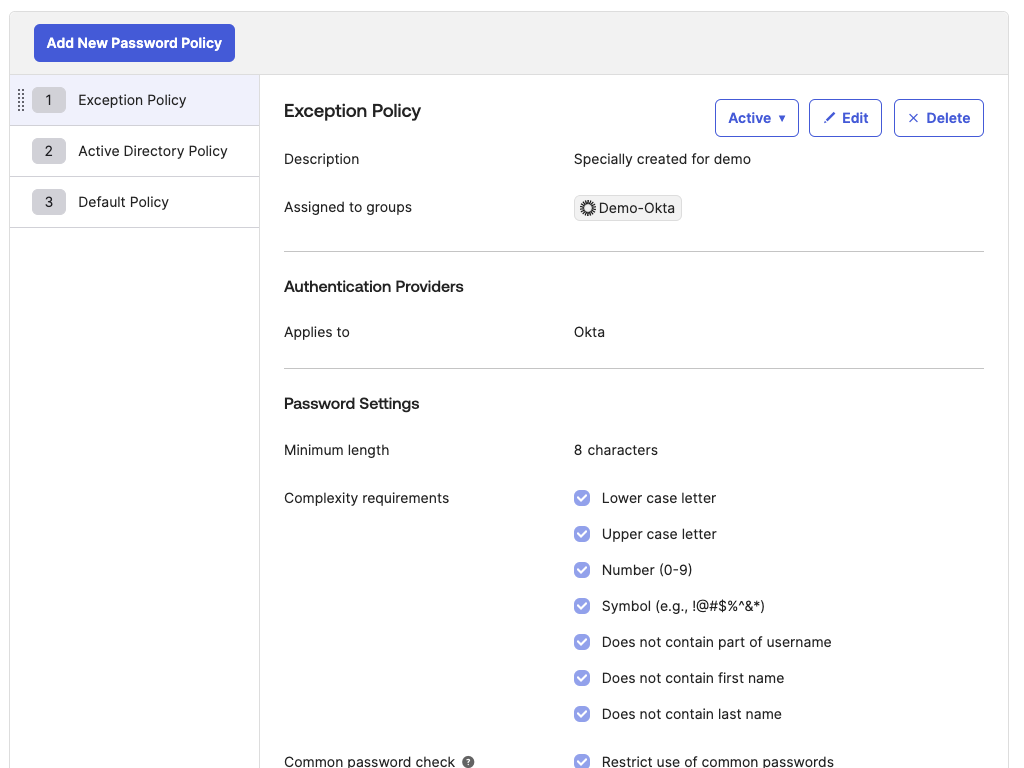 Add New Password Policy
1 Exception Policy
2 Active Directory Policy
3 Default Policy
Exception Policy
Active ▼ Edit × Delete
Description Specially created for demo
Assigned to groups Demo-Okta
Authentication Providers
Applies to Okta
Password Settings
Minimum length 8 characters
Complexity requirements Lower case letter
Upper case letter
Number (0-9)
Symbol (e.g., !@#$%^&*)
Does not contain part of username
Does not contain first name
Does not contain last name
Common password check ? Restrict use of common passwords